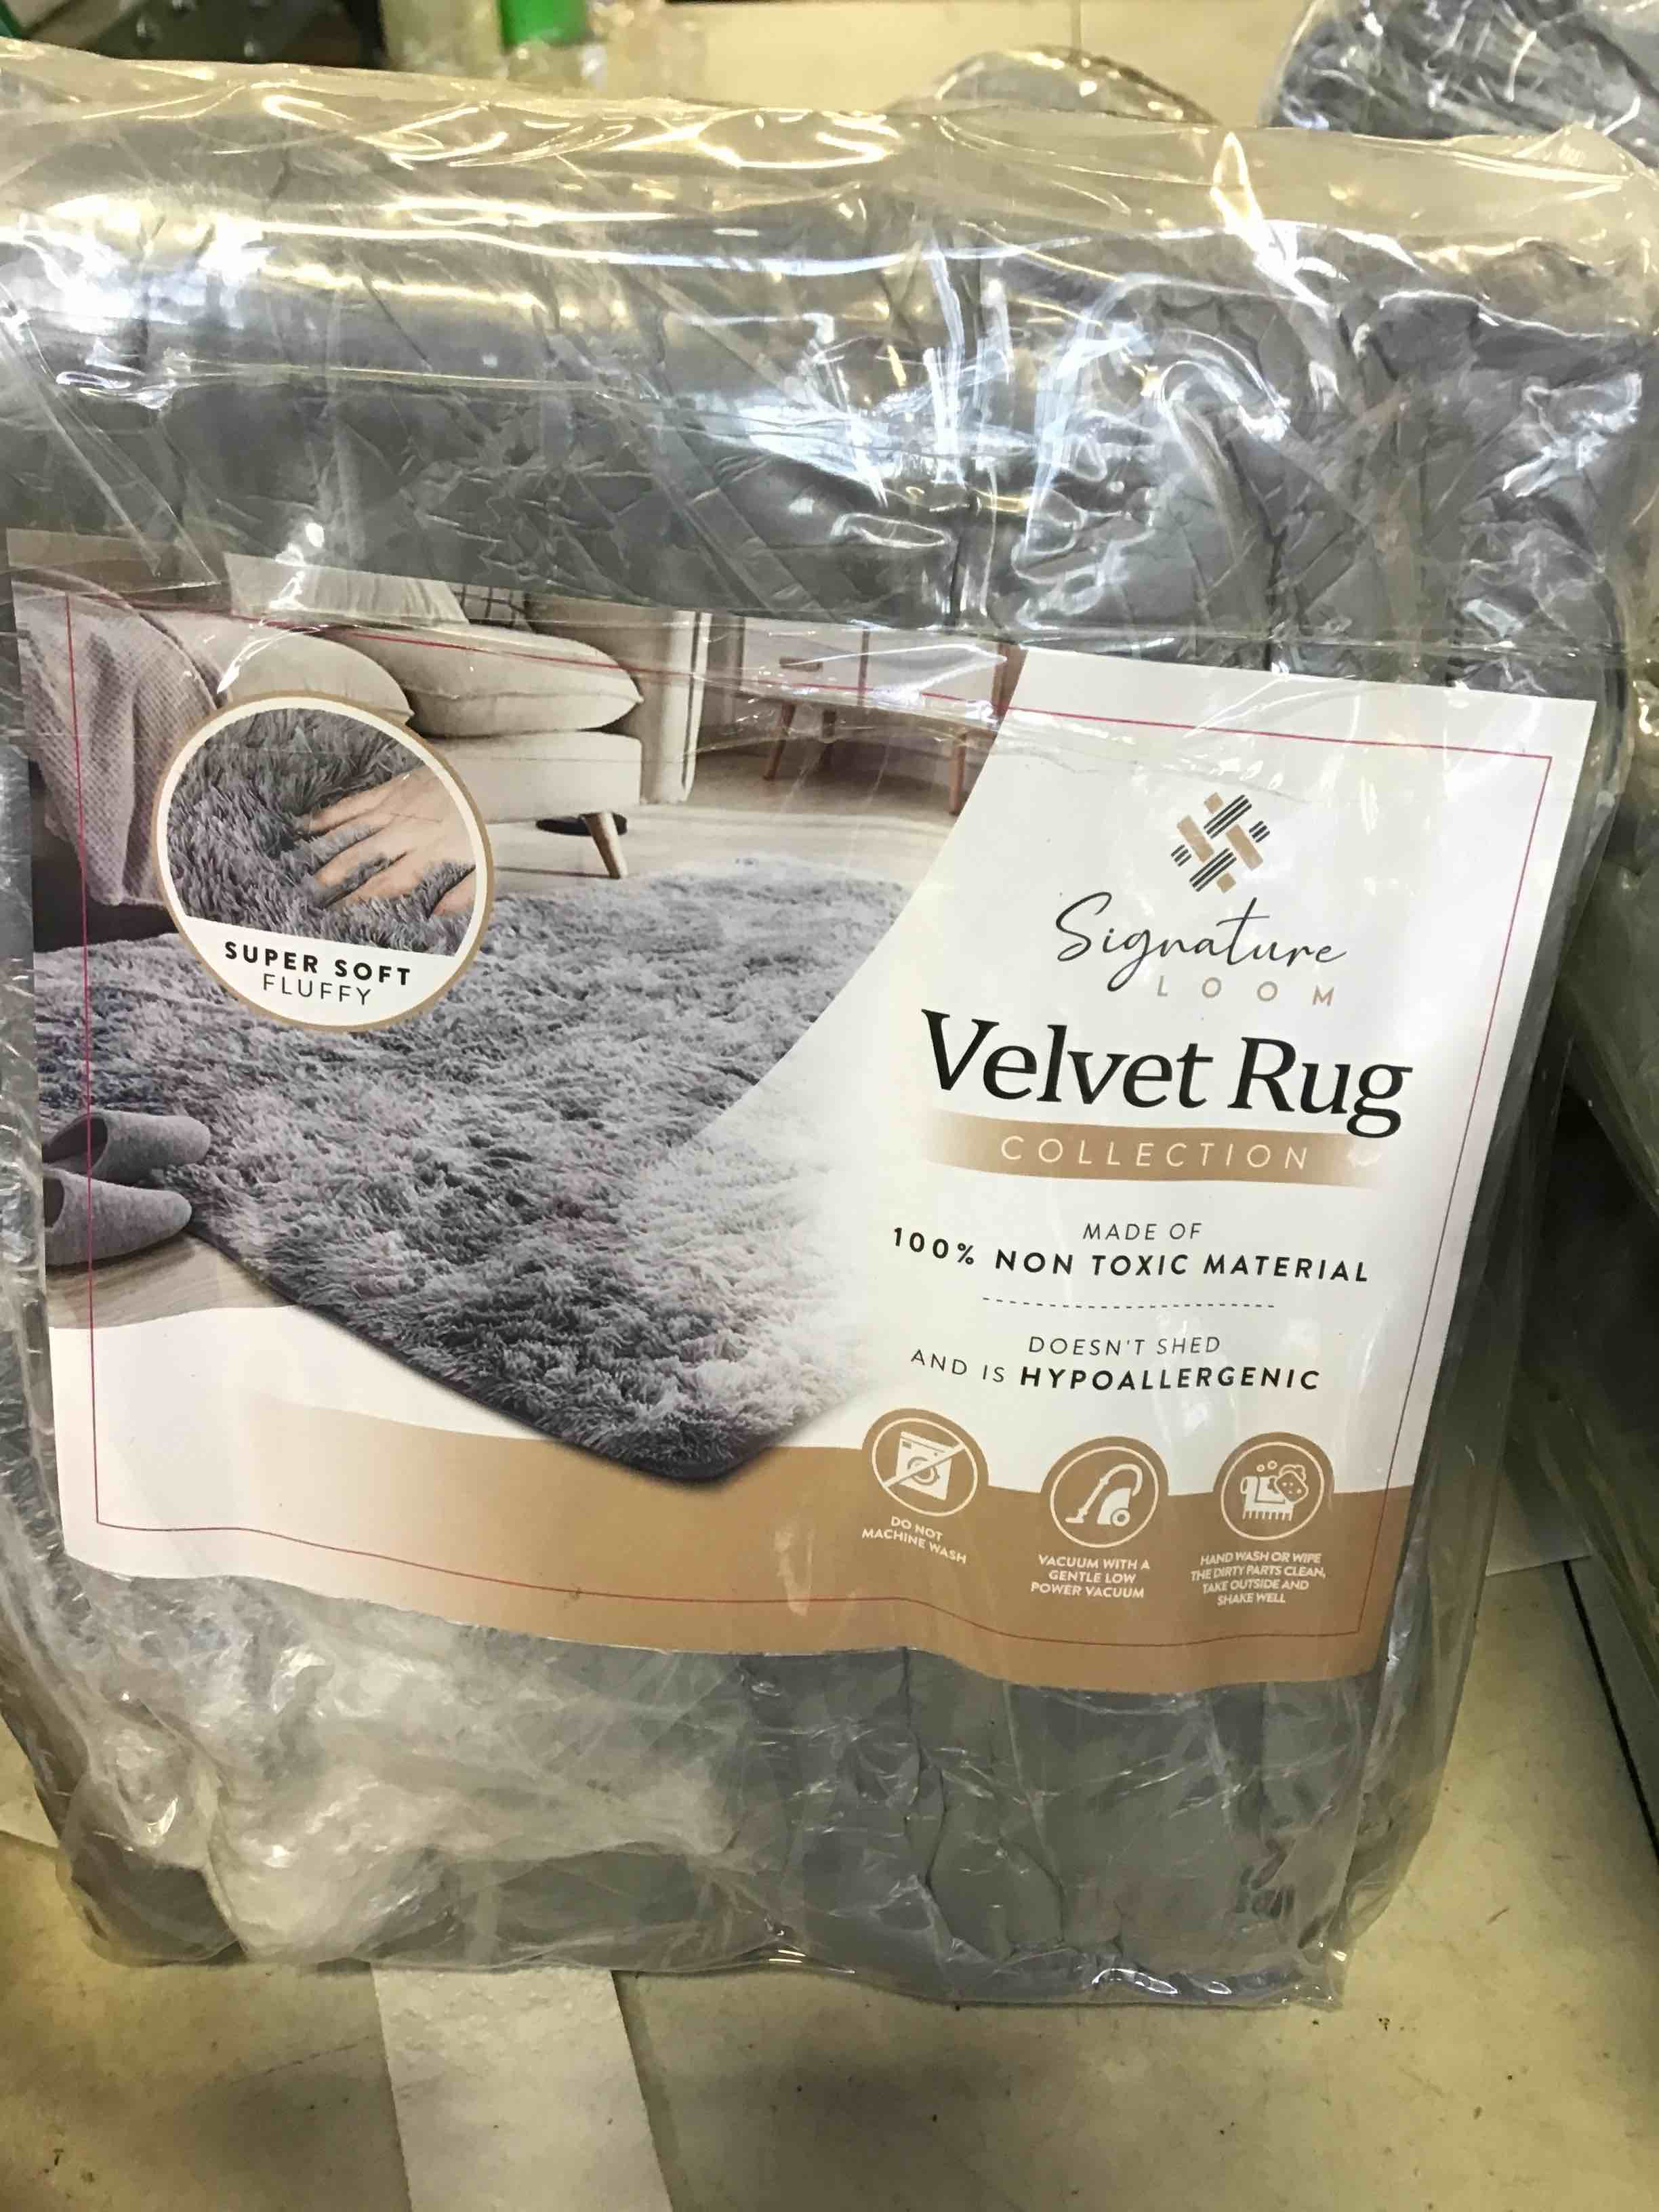 SUPER SOFT
FLUFFY
Signature
LOOM
Velvet Rug
COLLECTION
MADE OF
100% NON TOXIC MATERIAL
DOESN'T SHED
AND IS HYPOALLERGENIC
DO NOT
MACHINE WASH
VACUUM WITH A
GENTLE LOW
POWER VACUUM
HAND WASH OR WIPE
THE DIRTY PARTS CLEAN,
TAKE OUTSIDE AND
SHAKE WELL